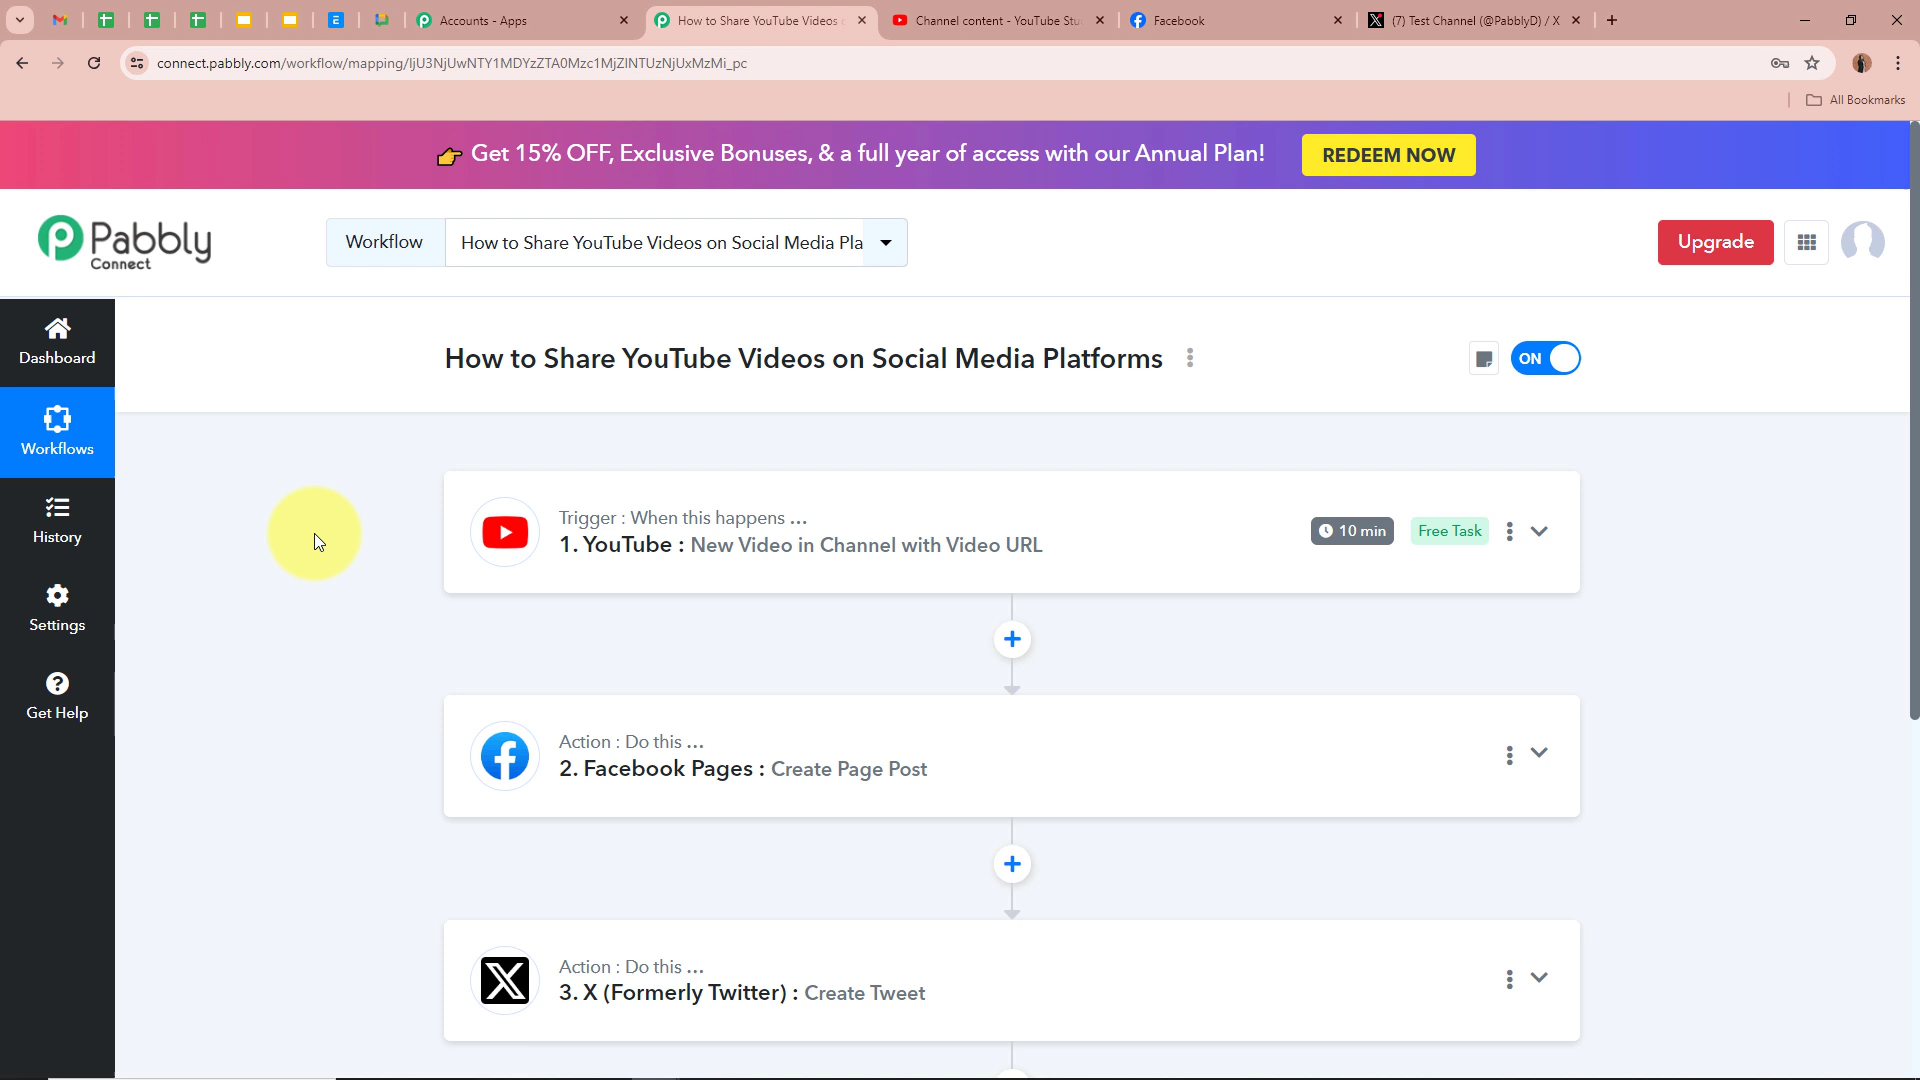 Accounts - Apps
How to Share YouTube Videos
Channel content - YouTube Stu
Facebook
(7) Test Channel (@PabblyD) / X
connect.pabbly.com/workflow/mapping/IjU3NjUwNTY1MDYzZTA0Mzc1MjZlNTUzNjUxMzMi_pc
All Bookmarks
👉 Get 15% OFF, Exclusive Bonuses, & a full year of access with our Annual Plan!
REDEEM NOW
Pabbly
Connect
Workflow
How to Share YouTube Videos on Social Media Pla
Upgrade
Dashboard
Workflows
History
Settings
Get Help
How to Share YouTube Videos on Social Media Platforms
ON
Trigger : When this happens ...
1. YouTube : New Video in Channel with Video URL
10 min
Free Task
Action : Do this ...
2. Facebook Pages : Create Page Post
Action : Do this ...
3. X (Formerly Twitter) : Create Tweet